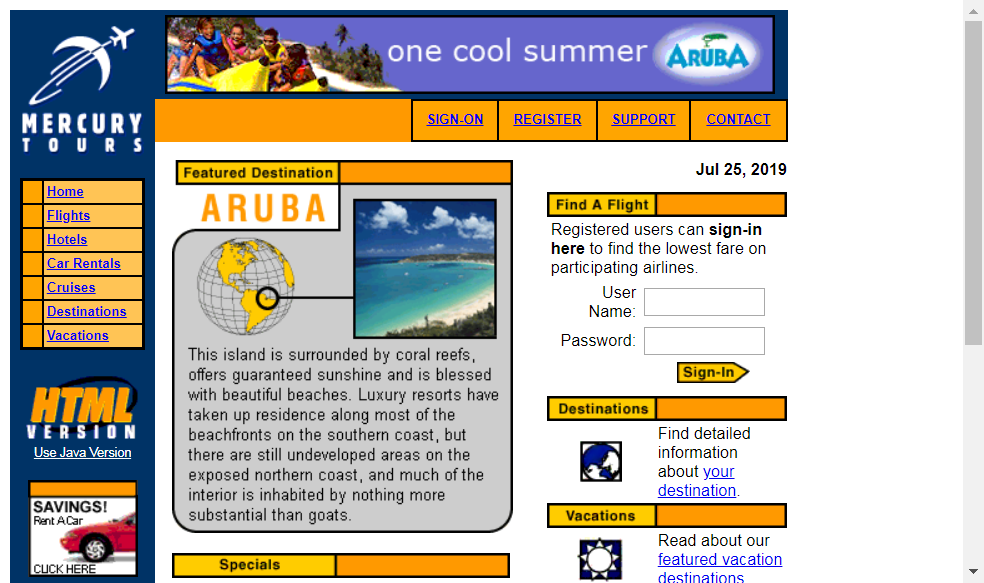 MERCURY
TOURS
one cool summer
ARUBA
SIGN-ON
REGISTER
SUPPORT
CONTACT
Home
Flights
Hotels
Car Rentals
Cruises
Destinations
Vacations
HTML
VERSION
Use Java Version
SAVINGS!
Rent A Car
CLICK HERE
Featured Destination
ARUBA
This island is surrounded by coral reefs,
offers guaranteed sunshine and is blessed
with beautiful beaches. Luxury resorts have
taken up residence along most of the
beachfronts on the southern coast, but
there are still undeveloped areas on the
exposed northern coast, and much of the
interior is inhabited by nothing more
substantial than goats.
Specials
Jul 25, 2019
Find A Flight
Registered users can sign-in
here to find the lowest fare on
participating airlines.
User
Name:
Password:
Sign-In
Destinations
Find detailed
information
about your
destination.
Vacations
Read about our
featured vacation
destinations